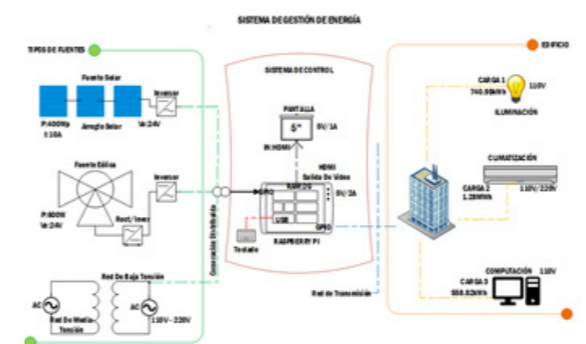 SISTEMA DE GESTIÓN DE ENERGÍA
TIPOS DE FUENTES
EDIFICIO
Fuente Solar
Inversor
P:400Wp
I:10A
Arreglo Solar
Vo:24V
Fuente Eólica
Inversor
P:600W
Vo:24V
Rect/Inver
Red De Baja Tensión
AC
Red De Media
Tensión
AC
110V - 220V
Generación Distribuida
SISTEMA DE CONTROL
PANTALLA
5"
5V/1A
IN:HDMI
HDMI
Salida De Video
RAM:2G
5V/2A
USB
GPIO
RASPBERRY PI
Teclado
Red de Transmisión
CARGA 1
110V
ILUMINACIÓN
CLIMATIZACIÓN
CARGA 2
110V/220V
COMPUTACIÓN 110V
CARGA 3